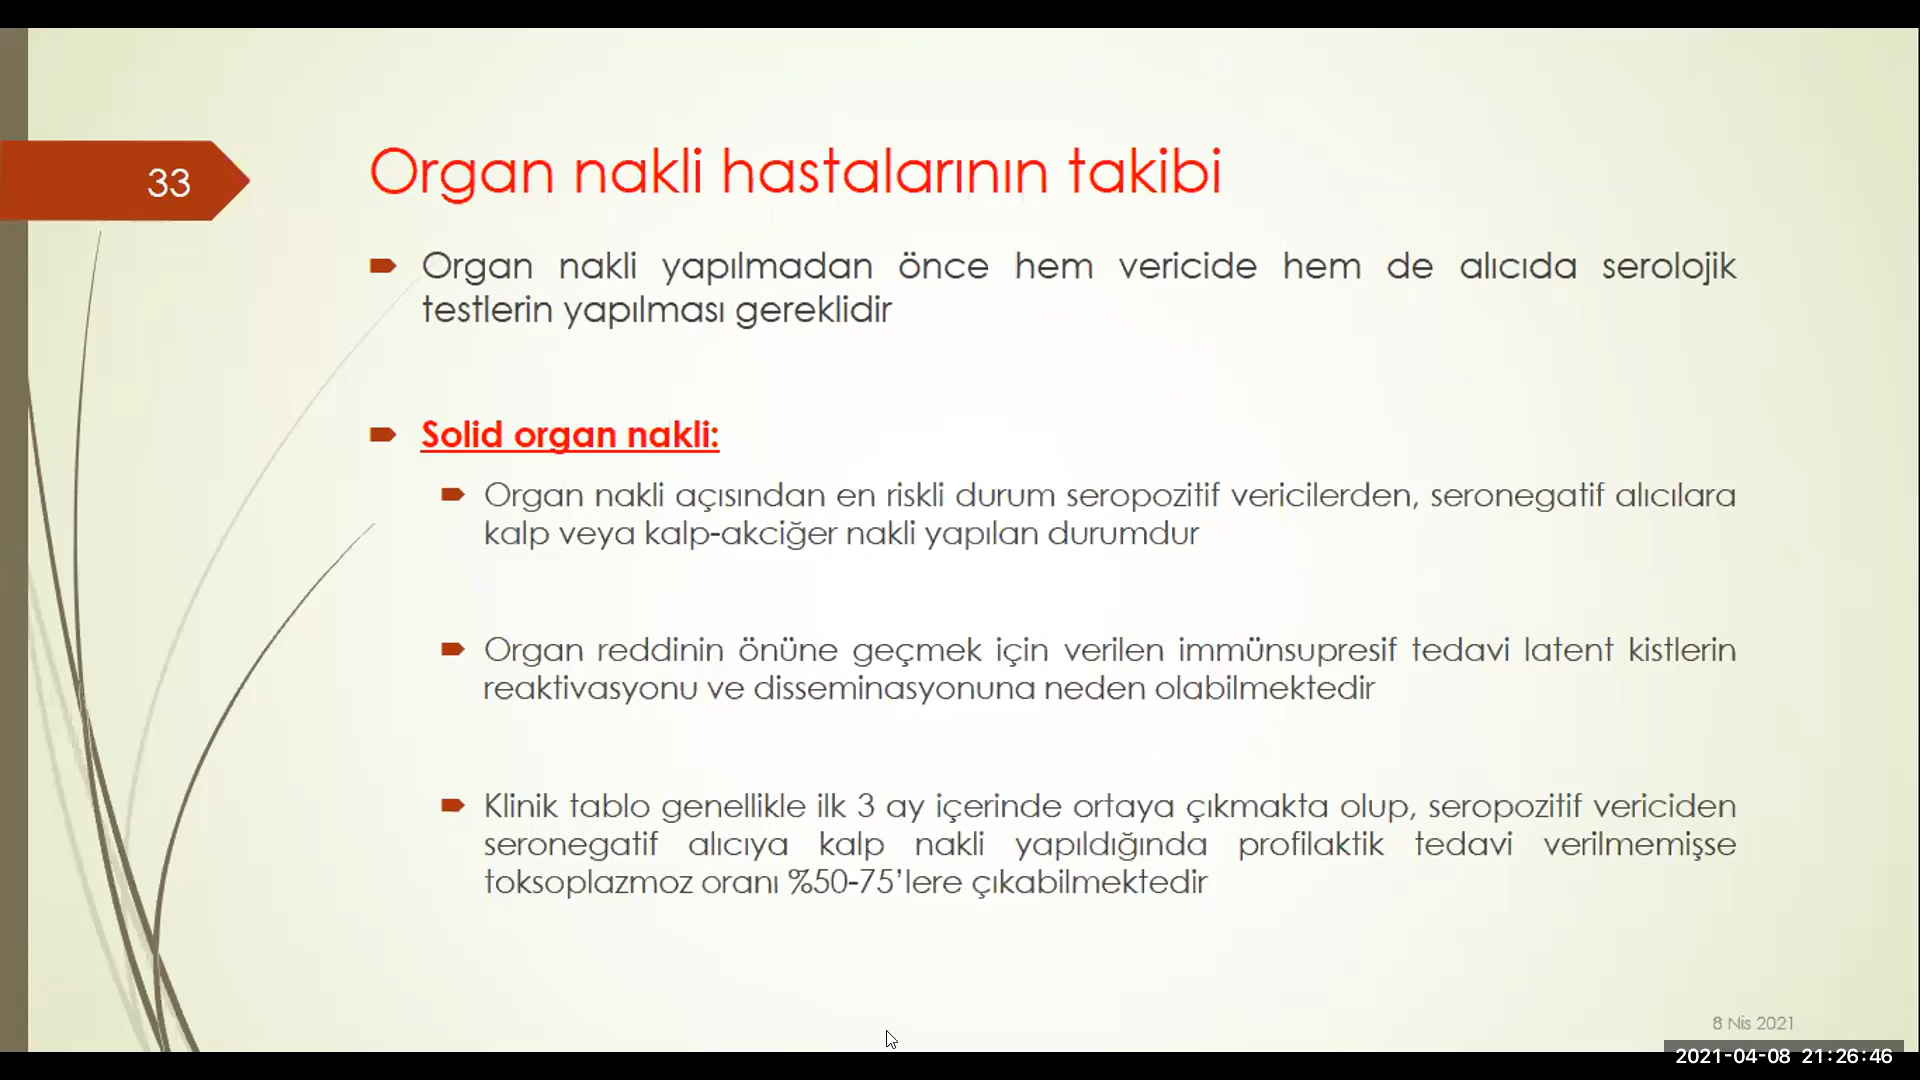 33
Organ nakli hastalarının takibi
Organ nakli yapılmadan önce hem vericide hem de alıcıda serolojik
testlerin yapılması gereklidir
Solid organ nakli:
Organ nakli açısından en riskli durum seropozitif vericilerden, seronegatif alıcılara
kalp veya kalp-akciğer nakli yapılan durumdur
Organ reddinin önüne geçmek için verilen immünsupresif tedavi latent kistlerin
reaktivasyonu ve disseminasyonuna neden olabilmektedir
Klinik tablo genellikle ilk 3 ay içerinde ortaya çıkmakta olup, seropozitif vericiden
seronegatif alıcıya kalp nakli yapıldığında profilaktik tedavi verilmemişse
toksoplazmoz oranı %50-75’lere çıkabilmektedir
8 Nis 2021
2021-04-08 21:26:46